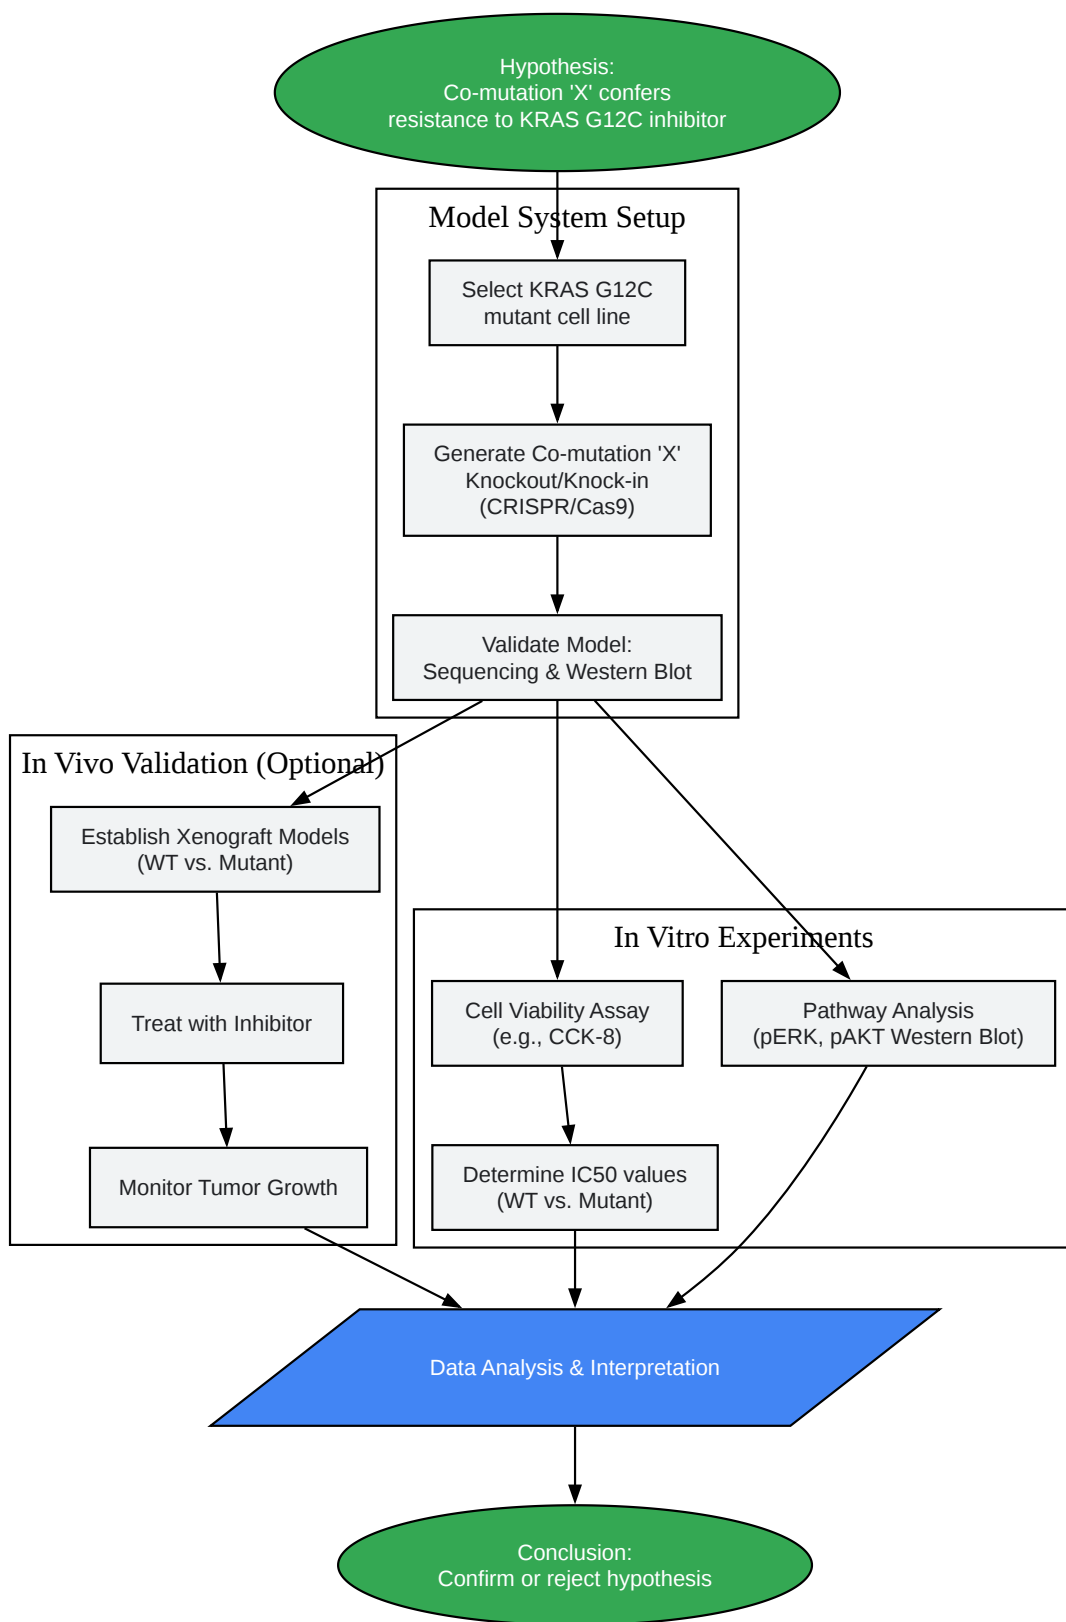 Hypothesis:
Co-mutation 'X' confers
resistance to KRAS G12C inhibitor
Model System Setup
Select KRAS G12C
mutant cell line
Generate Co-mutation 'X'
Knockout/Knock-in
(CRISPR/Cas9)
Validate Model:
Sequencing & Western Blot
In Vivo Validation (Optional)
Establish Xenograft Models
(WT vs. Mutant)
Treat with Inhibitor
Monitor Tumor Growth
In Vitro Experiments
Cell Viability Assay
(e.g., CCK-8)
Pathway Analysis
(pERK, pAKT Western Blot)
Determine IC50 values
(WT vs. Mutant)
Data Analysis & Interpretation
Conclusion:
Confirm or reject hypothesis